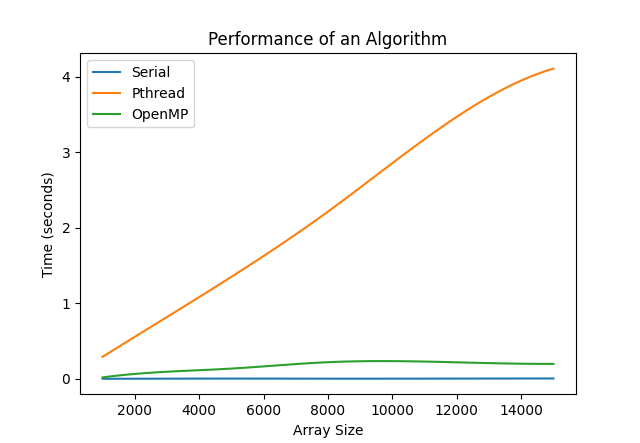 Performance of an Algorithm
Serial
Pthread
OpenMP
Time (seconds)
4
3
2
1
0
2000 4000 6000 8000 10000 12000 14000
Array Size